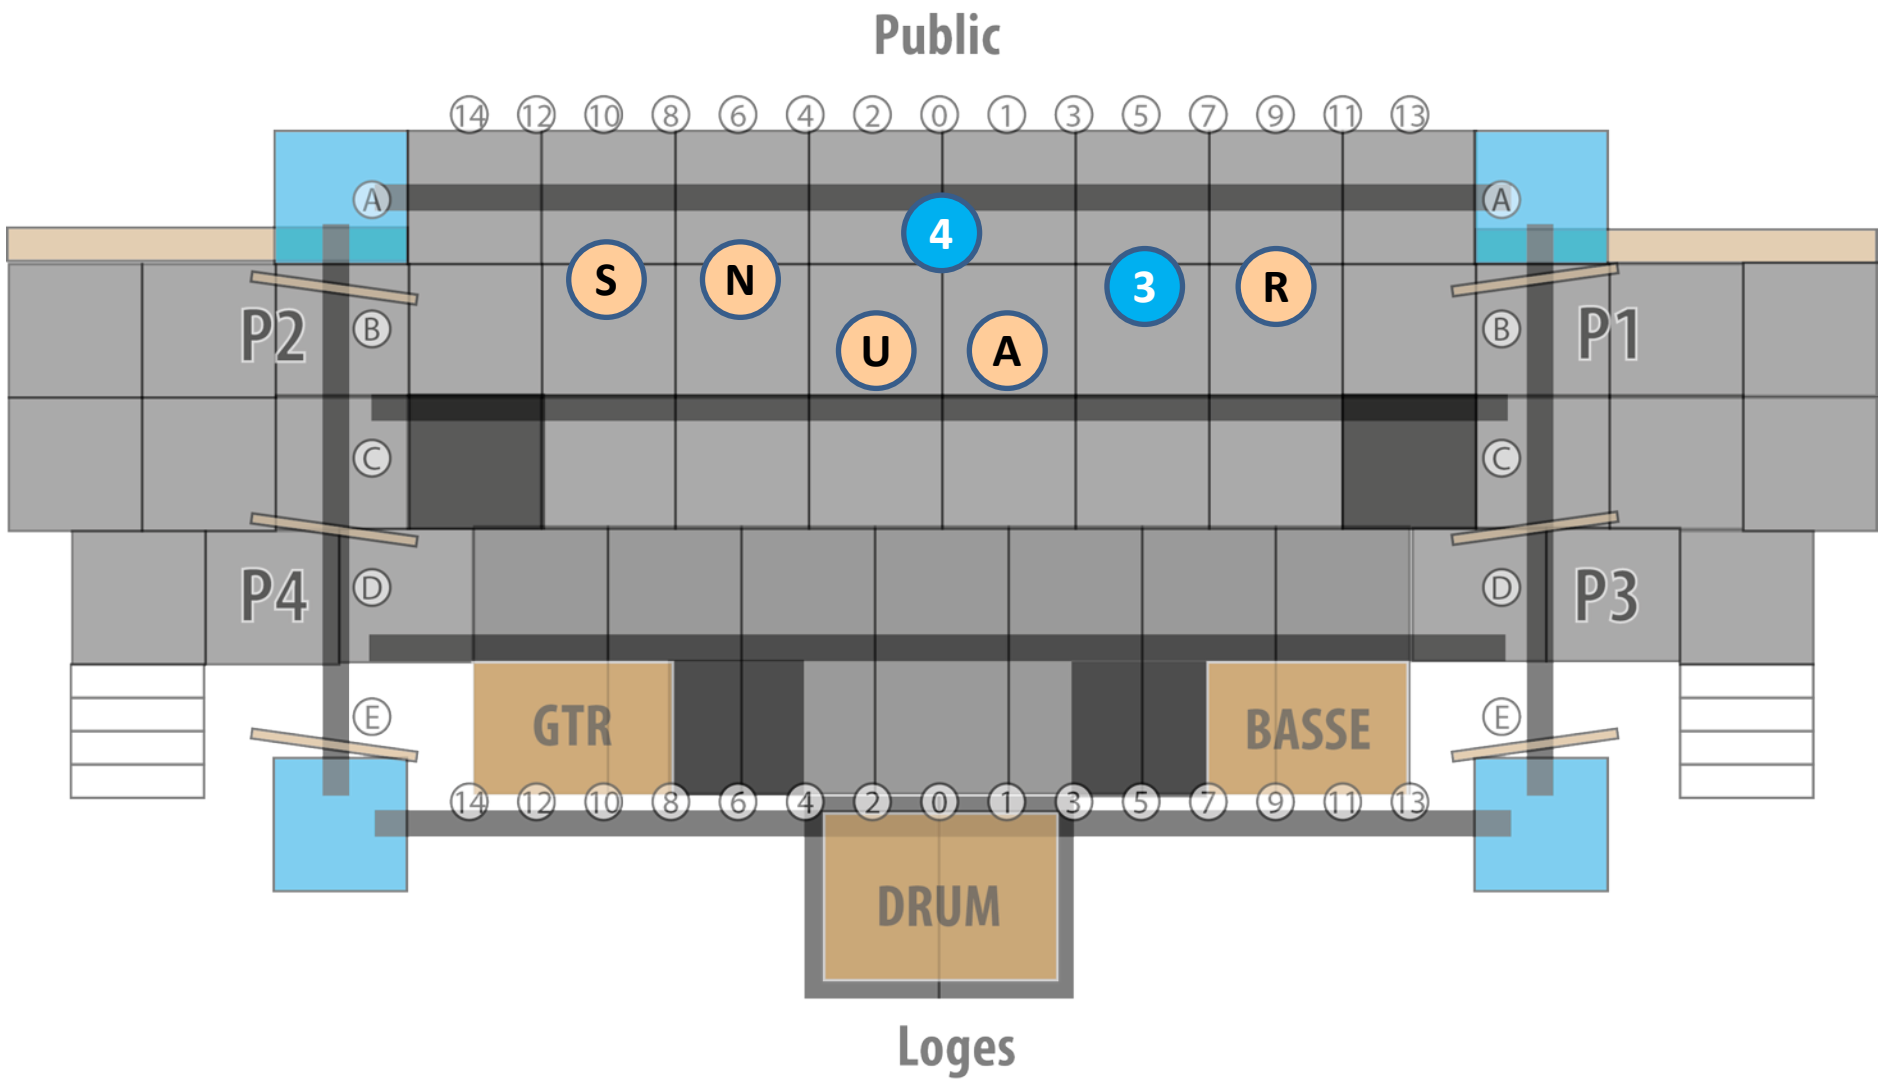 Public
14 12 10 8 6 4 2 0 1 3 5 7 9 11 13
A A
4
S N 3 R
P2 B U A B P1
C C
P4 D D P3
E GTR BASSE E
14 12 10 8 6 4 2 0 1 3 5 7 9 11 13
DRUM
Loges